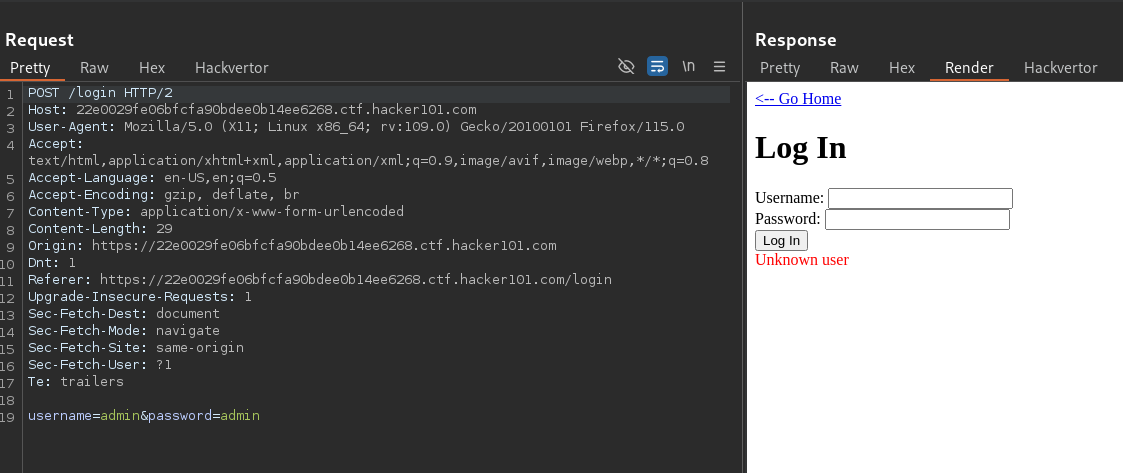 Request
Pretty Raw Hex Hackvertor \n
1 POST /login HTTP/2
2 Host: 22e0029fe06bfcfa90bdee0b14ee6268.ctf.hacker101.com
3 User-Agent: Mozilla/5.0 (X11; Linux x86_64; rv:109.0) Gecko/20100101 Firefox/115.0
4 Accept:
text/html,application/xhtml+xml,application/xml;q=0.9,image/avif,image/webp,*/*;q=0.8
5 Accept-Language: en-US,en;q=0.5
6 Accept-Encoding: gzip, deflate, br
7 Content-Type: application/x-www-form-urlencoded
8 Content-Length: 29
9 Origin: https://22e0029fe06bfcfa90bdee0b14ee6268.ctf.hacker101.com
10 Dnt: 1
11 Referer: https://22e0029fe06bfcfa90bdee0b14ee6268.ctf.hacker101.com/login
12 Upgrade-Insecure-Requests: 1
13 Sec-Fetch-Dest: document
14 Sec-Fetch-Mode: navigate
15 Sec-Fetch-Site: same-origin
16 Sec-Fetch-User: ?1
17 Te: trailers
18
19 username=admin&password=admin
Response
Pretty Raw Hex Render Hackvertor
<-- Go Home
Log In
Username:
Password:
Log In
Unknown user